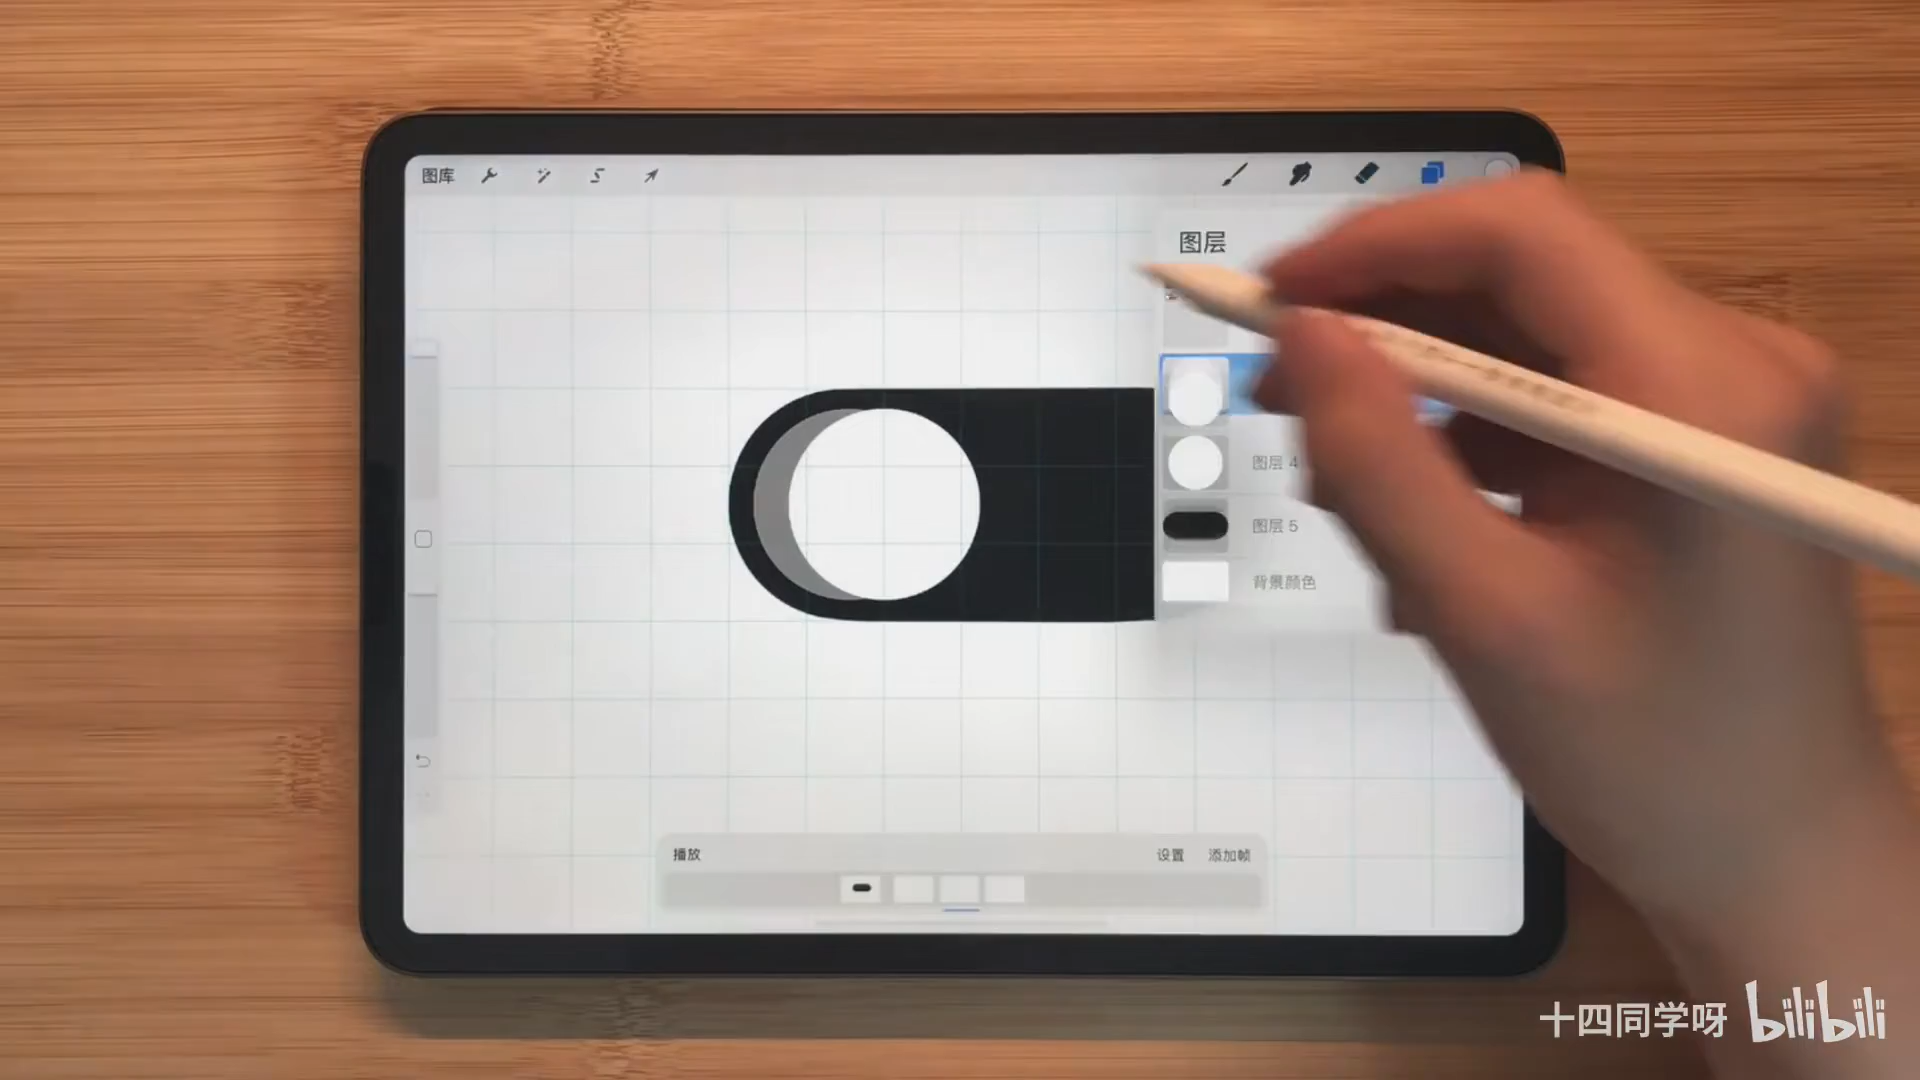 图库
图层
图层 4
图层 5
背景颜色
播放
设置 添加帧
十四同学呀 bilibili